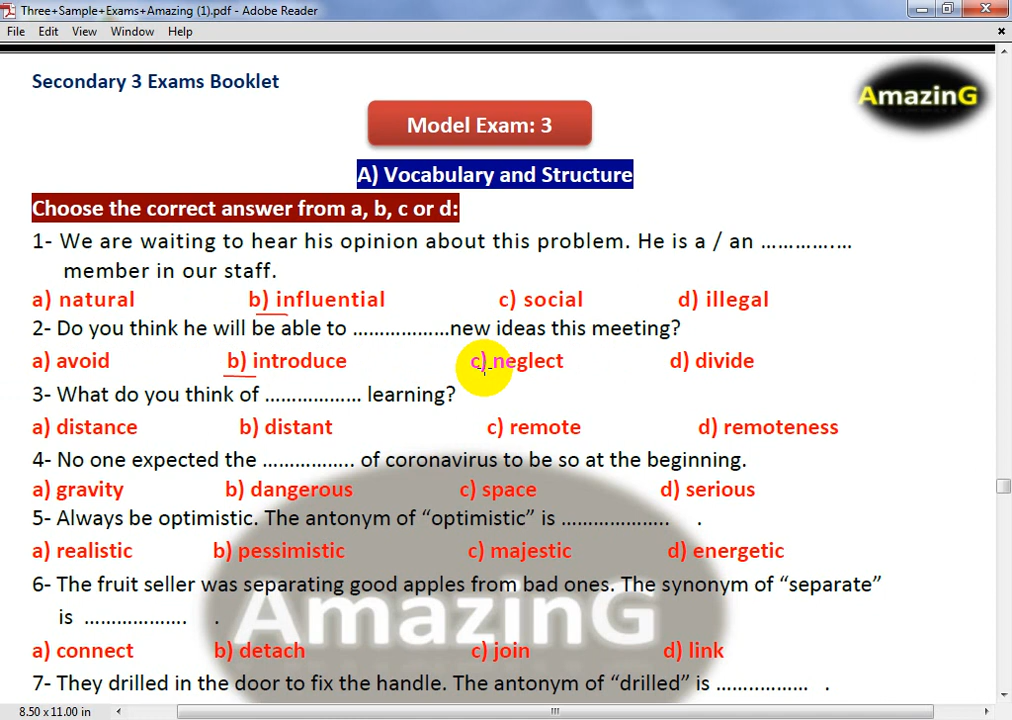 Three+Sample+Exams+Amazing (1).pdf - Adobe Reader
File Edit View Window Help
Secondary 3 Exams Booklet
AmazinG
Model Exam: 3
A) Vocabulary and Structure
Choose the correct answer from a, b, c or d:
1- We are waiting to hear his opinion about this problem. He is a / an ………….…
member in our staff.
a) natural b) influential c) social d) illegal
2- Do you think he will be able to ………………new ideas this meeting?
a) avoid b) introduce c) neglect d) divide
3- What do you think of ……………… learning?
a) distance b) distant c) remote d) remoteness
4- No one expected the …………….. of coronavirus to be so at the beginning.
a) gravity b) dangerous c) space d) serious
5- Always be optimistic. The antonym of “optimistic” is ……………….. .
a) realistic b) pessimistic c) majestic d) energetic
6- The fruit seller was separating good apples from bad ones. The synonym of “separate”
is ………………. .
AmazinG
a) connect b) detach c) join d) link
7- They drilled in the door to fix the handle. The antonym of “drilled” is …….……… .
8.50 x 11.00 in